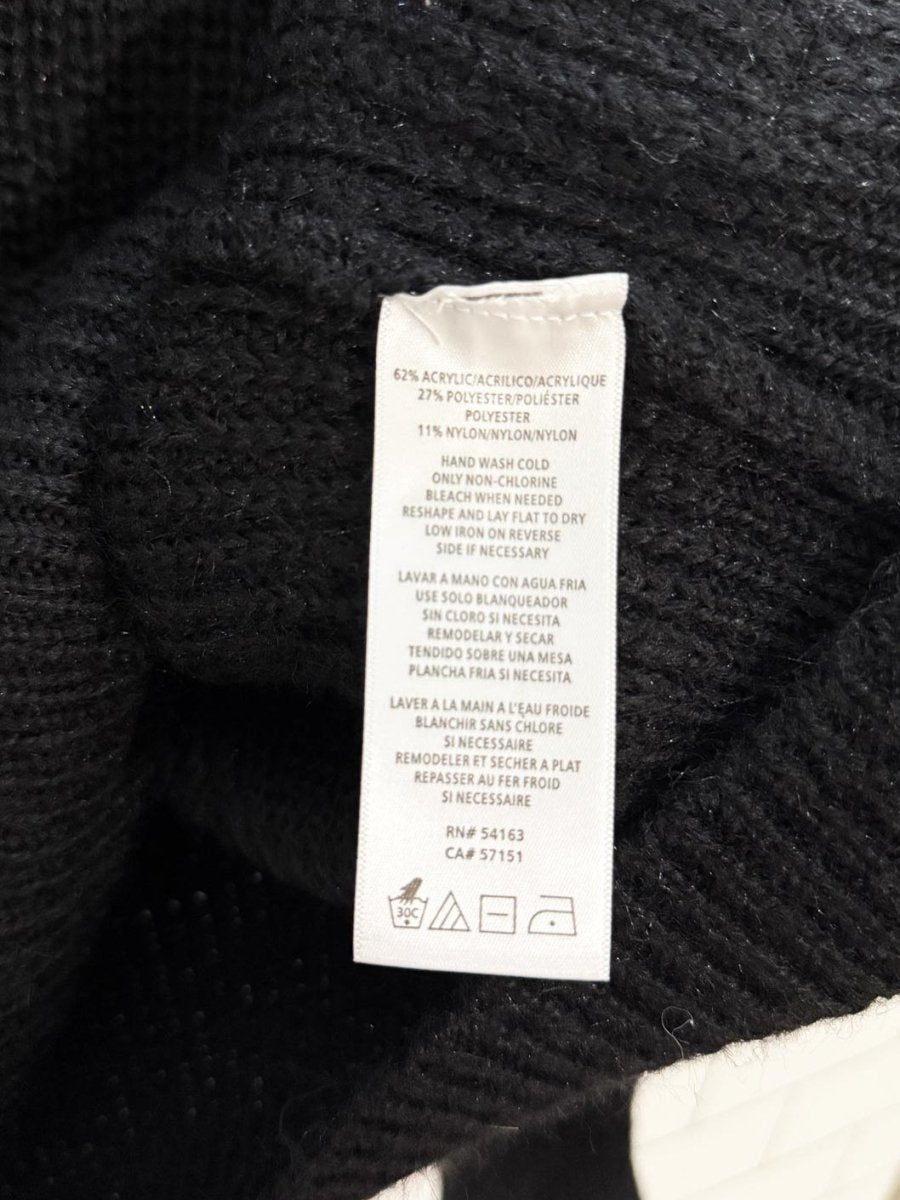 62% ACRYLIC/ACRILICO/ACRYLIQUE
27% POLYESTER/POLIÉSTER
POLYESTER
11% NYLON/NYLON/NYLON
HAND WASH COLD
ONLY NON-CHLORINE
BLEACH WHEN NEEDED
RESHAPE AND LAY FLAT TO DRY
LOW IRON ON REVERSE
SIDE IF NECESSARY
LAVAR A MANO CON AGUA FRIA
USE SOLO BLANQUEADOR
SIN CLORO SI NECESITA
REMODELAR Y SECAR
TENDIDO SOBRE UNA MESA
PLANCHA FRIA SI NECESITA
LAVER A LA MAIN A L'EAU FROIDE
BLANCHIR SANS CHLORE
SI NECESSAIRE
REMODELER ET SECHER A PLAT
REPASSER AU FER FROID
SI NECESSAIRE
RN# 54163
CA# 57151
30C